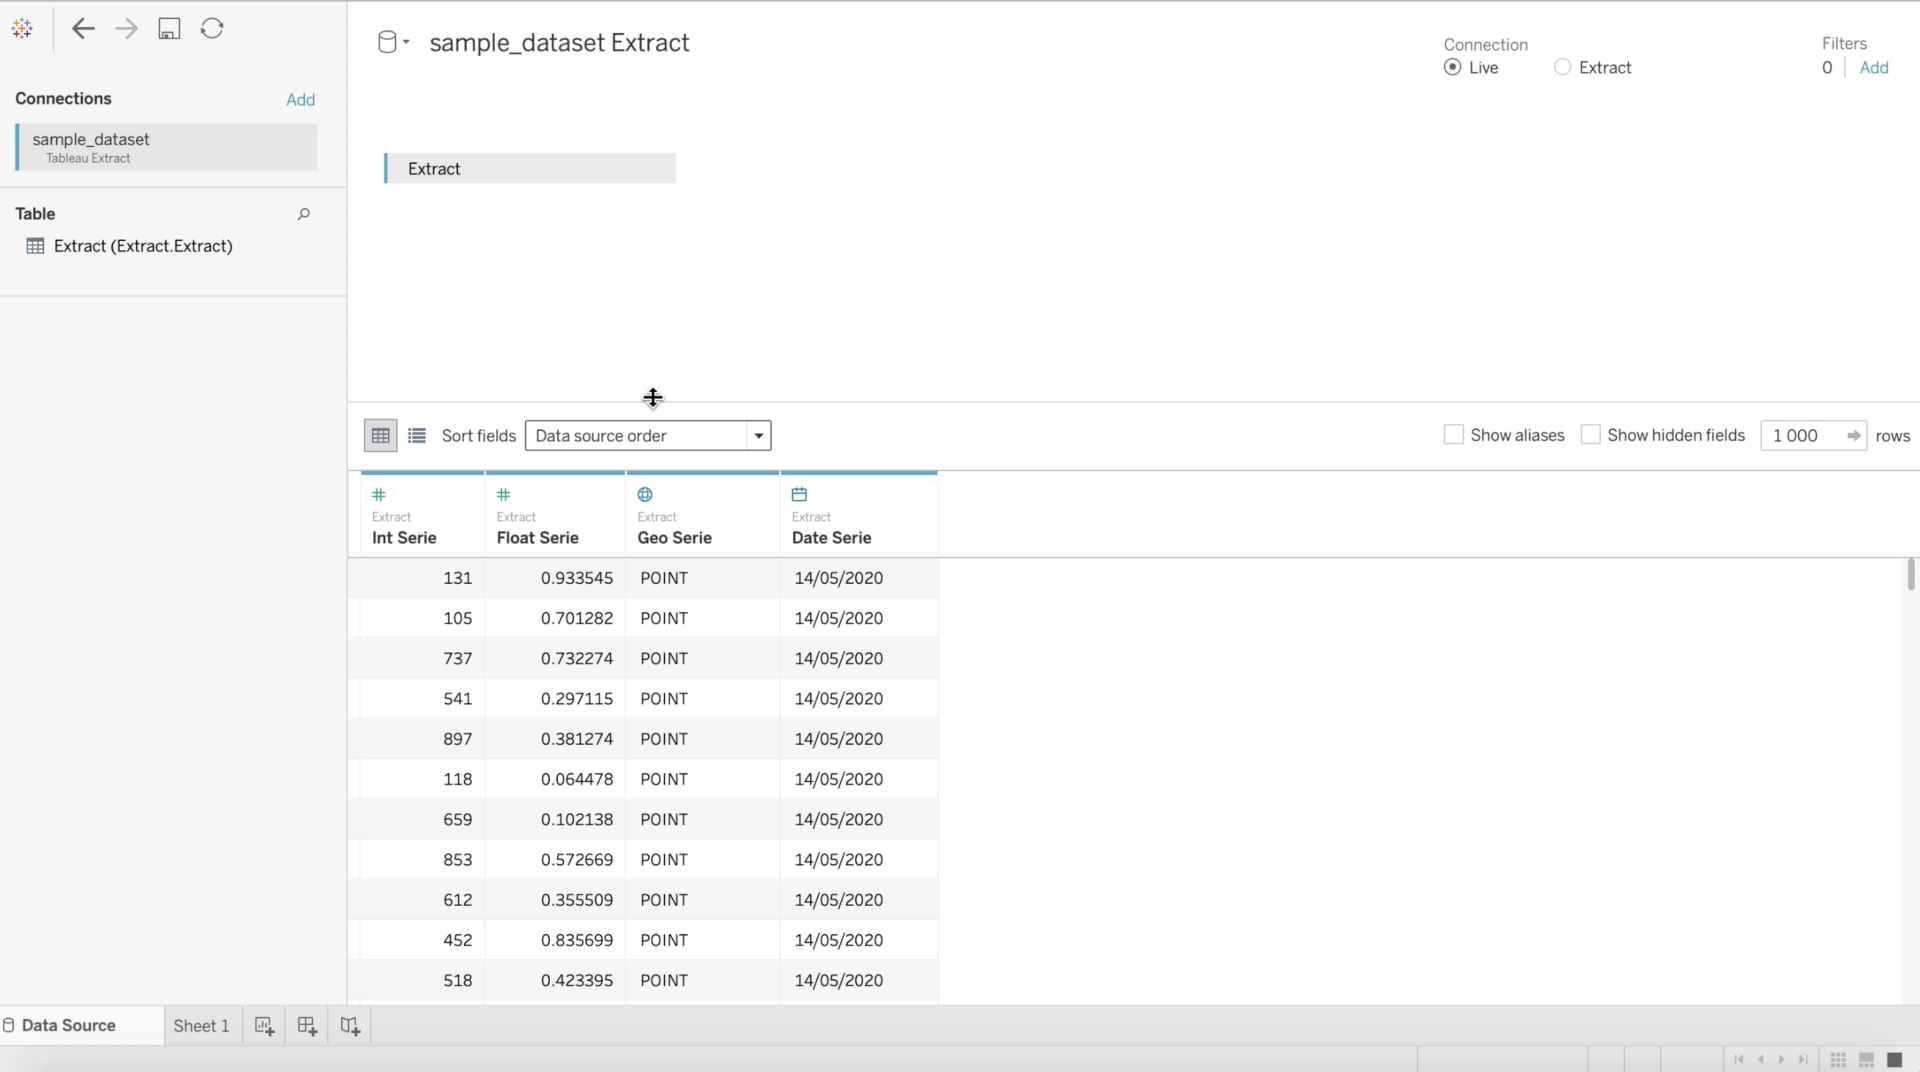 sample_dataset Extract
Connection
Live
Extract
Filters
0
Add
Connections
Add
sample_dataset
Tableau Extract
Table
Extract (Extract.Extract)
Extract
Sort fields
Data source order
Show aliases
Show hidden fields
1 000
rows
Extract Extract Extract Extract
Int Serie Float Serie Geo Serie Date Serie
131 0.933545 POINT 14/05/2020
105 0.701282 POINT 14/05/2020
737 0.732274 POINT 14/05/2020
541 0.297115 POINT 14/05/2020
897 0.381274 POINT 14/05/2020
118 0.064478 POINT 14/05/2020
659 0.102138 POINT 14/05/2020
853 0.572669 POINT 14/05/2020
612 0.355509 POINT 14/05/2020
452 0.835699 POINT 14/05/2020
518 0.423395 POINT 14/05/2020
Data Source
Sheet 1